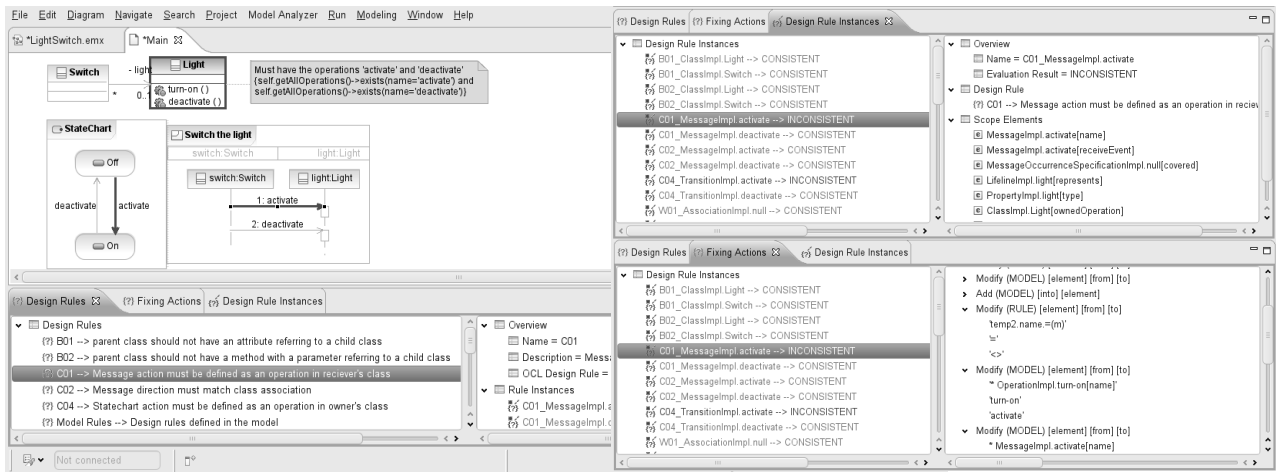 File Edit Diagram Navigate Search Project Model Analyzer Run Modeling Window Help
*LightSwitch.emx *Main
Switch
- light
*
0..1
Light
turn-on ( )
deactivate ( )
Must have the operations 'activate' and 'deactivate'
{self.getAllOperations()->exists(name='activate') and
self.getAllOperations()->exists(name='deactivate')}
StateChart
Off
deactivate activate
On
Switch the light
switch:Switch light:Light
switch:Switch light:Light
1: activate
2: deactivate
Design Rules Fixing Actions Design Rule Instances
Design Rules
B01 --> parent class should not have an attribute referring to a child class
B02 --> parent class should not have a method with a parameter referring to a child class
C01 --> Message action must be defined as an operation in reciever's class
C02 --> Message direction must match class association
C04 --> Statechart action must be defined as an operation in owner's class
Model Rules --> Design rules defined in the model
Overview
Name = C01
Description = Mess
OCL Design Rule =
Rule Instances
C01_MessageImpl.a
C01_MessageImpl.d
Not connected
Design Rules Fixing Actions Design Rule Instances
Design Rule Instances
B01_ClassImpl.Light --> CONSISTENT
B01_ClassImpl.Switch --> CONSISTENT
B02_ClassImpl.Light --> CONSISTENT
B02_ClassImpl.Switch --> CONSISTENT
C01_MessageImpl.activate --> INCONSISTENT
C01_MessageImpl.deactivate --> CONSISTENT
C02_MessageImpl.activate --> CONSISTENT
C02_MessageImpl.deactivate --> CONSISTENT
C04_TransitionImpl.activate --> INCONSISTENT
C04_TransitionImpl.deactivate --> CONSISTENT
W01_AssociationImpl.null --> CONSISTENT
Overview
Name = C01_MessageImpl.activate
Evaluation Result = INCONSISTENT
Design Rule
C01 --> Message action must be defined as an operation in reciev
Scope Elements
MessageImpl.activate[name]
MessageImpl.activate[receiveEvent]
MessageOccurrenceSpecificationImpl.null[covered]
LifelineImpl.light[represents]
PropertyImpl.light[type]
ClassImpl.Light[ownedOperation]
Design Rules Fixing Actions Design Rule Instances
Design Rule Instances
B01_ClassImpl.Light --> CONSISTENT
B01_ClassImpl.Switch --> CONSISTENT
B02_ClassImpl.Light --> CONSISTENT
B02_ClassImpl.Switch --> CONSISTENT
C01_MessageImpl.activate --> INCONSISTENT
C01_MessageImpl.deactivate --> CONSISTENT
C02_MessageImpl.activate --> CONSISTENT
C02_MessageImpl.deactivate --> CONSISTENT
C04_TransitionImpl.activate --> INCONSISTENT
C04_TransitionImpl.deactivate --> CONSISTENT
W01_AssociationImpl.null --> CONSISTENT
Modify (MODEL) [element] [from] [to]
Add (MODEL) [into] [element]
Modify (RULE) [element] [from] [to]
'temp2.name.=(m)'
'='
'<>'
Modify (MODEL) [element] [from] [to]
'* OperationImpl.turn-on[name]'
'turn-on'
'activate'
Modify (MODEL) [element] [from] [to]
* MessageImpl.activate[name]